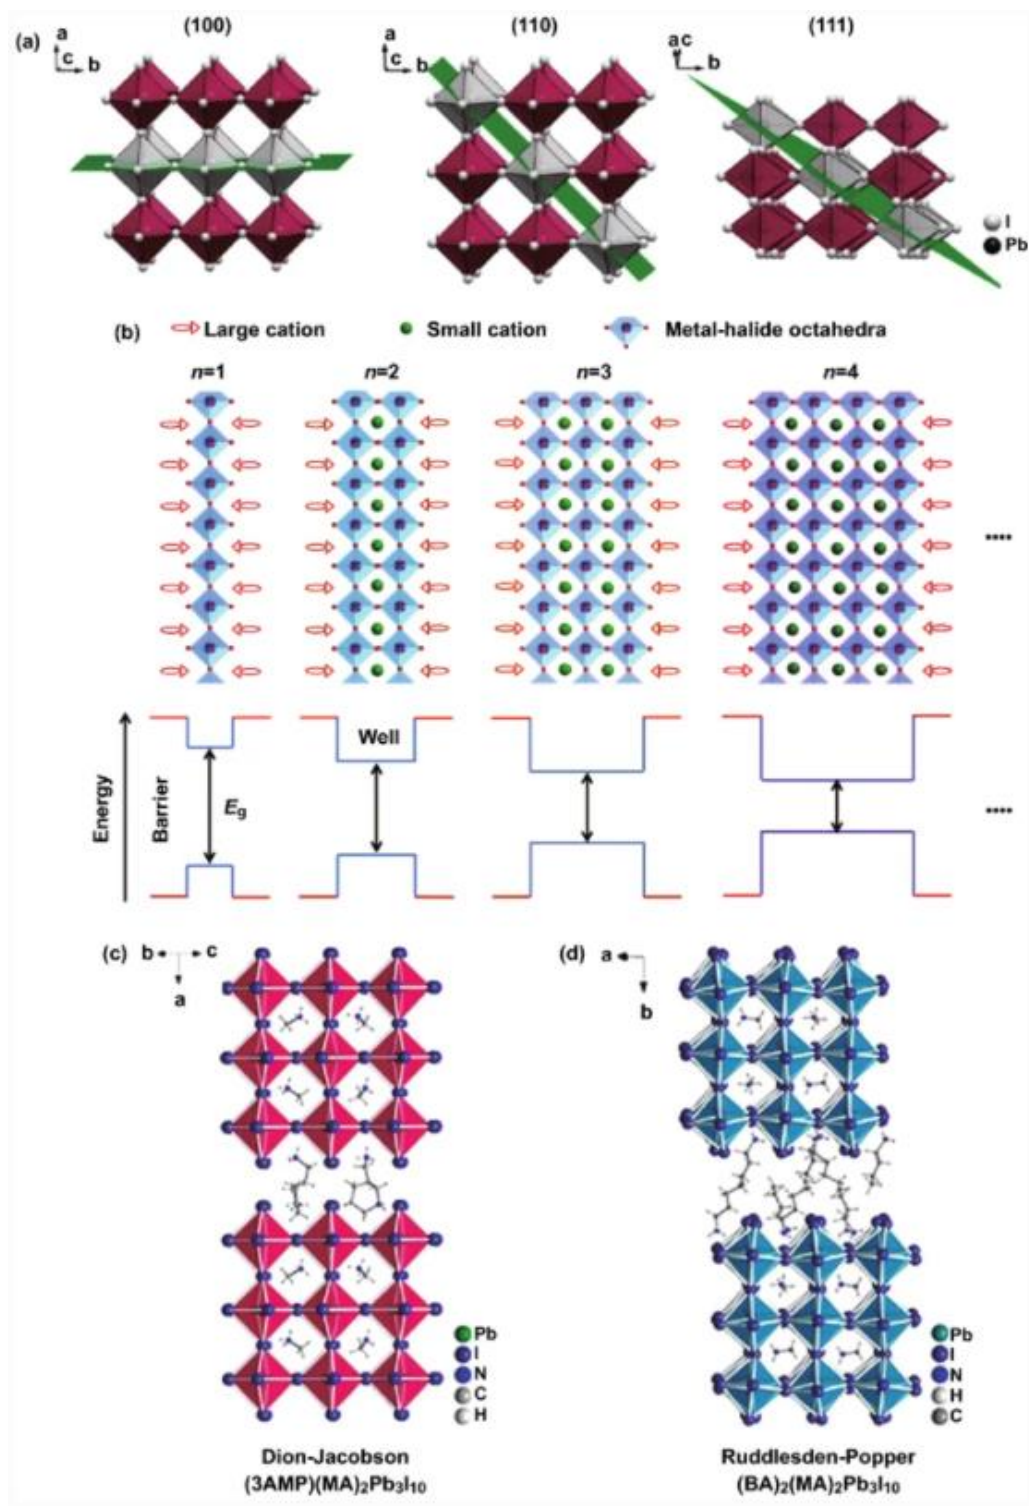 (100) (110) (111)
(a) a c b a c b a c b
I
Pb
(b) Large cation Small cation Metal-halide octahedra
n=1 n=2 n=3 n=4
....
Energy Barrier Eg Well ....
(c) b c a (d) a b
Pb
I
N
C
H
Pb
I
N
H
C
Dion-Jacobson
(3AMP)(MA)₂Pb₃I₁₀
Ruddlesden-Popper
(BA)₂(MA)₂Pb₃I₁₀